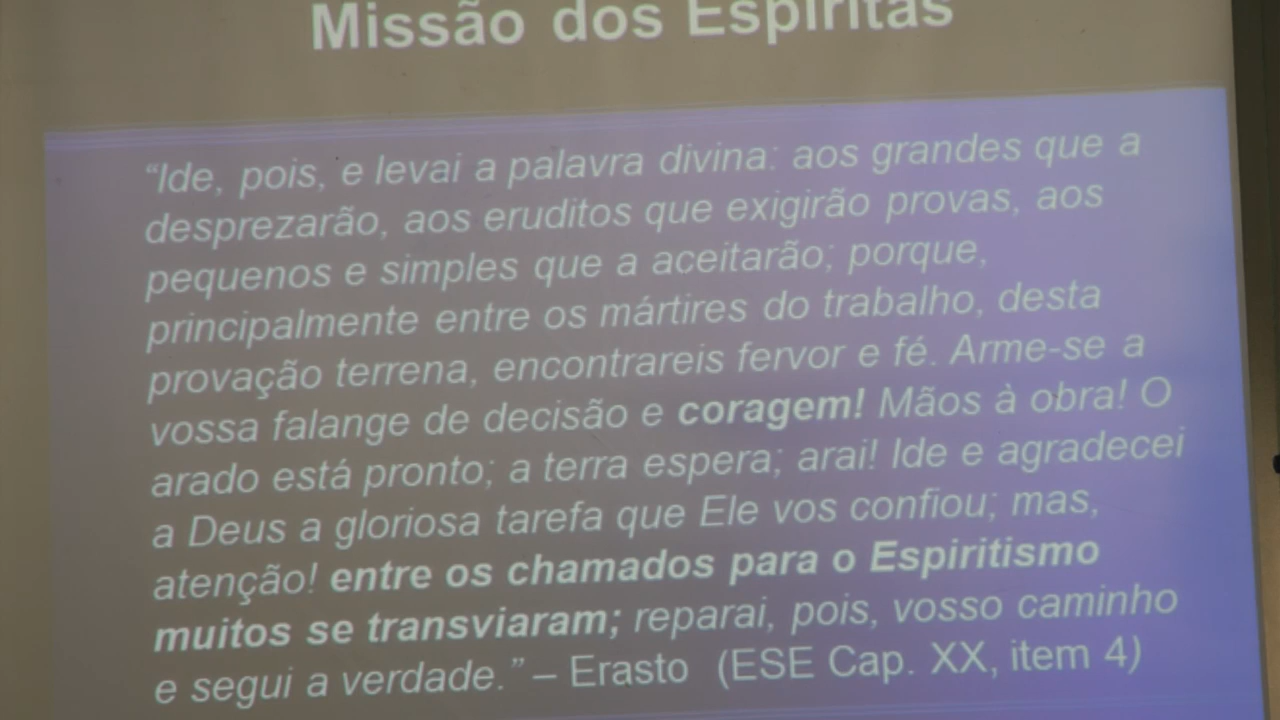 Missão dos Espíritas
“Ide, pois, e levai a palavra divina: aos grandes que a
desprezarão, aos eruditos que exigirão provas, aos
pequenos e simples que a aceitarão; porque,
principalmente entre os mártires do trabalho, desta
provação terrena, encontrareis fervor e fé. Arme-se a
vossa falange de decisão e coragem! Mãos à obra! O
arado está pronto; a terra espera; arai! Ide e agradecei
a Deus a gloriosa tarefa que Ele vos confiou; mas,
atenção! entre os chamados para o Espiritismo
muitos se transviaram; reparai, pois, vosso caminho
e segui a verdade.” – Erasto (ESE Cap. XX, item 4)